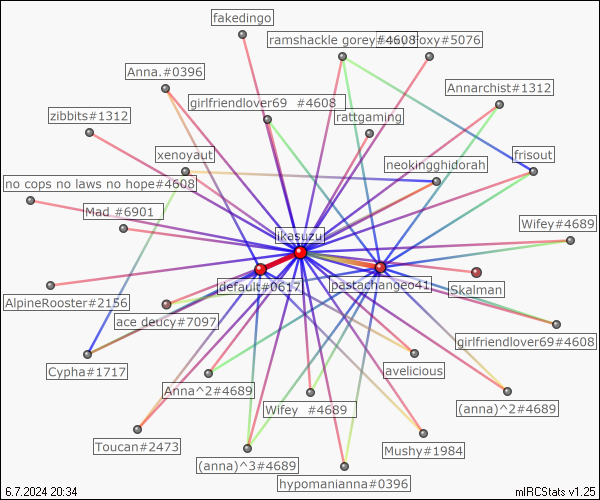 fakedingo
ramshackle gorey#4608
Foxy#5076
Anna.#0396
Annarchist#1312
girlfriendlover69 #4608
zibbits#1312
rattgaming
xenoyaut
frisout
neokingghidorah
no cops no laws no hope#4608
Mad #6901
Wifey#4689
ikasuzu
Skalman
default#0617
pastachangeo41
AlpineRooster#2156
ace deucy#7097
girlfriendlover69#4608
Cypha#1717
avelicious
Anna^2#4689
Wifey #4689
(anna)^2#4689
Toucan#2473
Mushy#1984
(anna)^3#4689
hypomanianna#0396
6.7.2024 20:34
mIRCStats v1.25